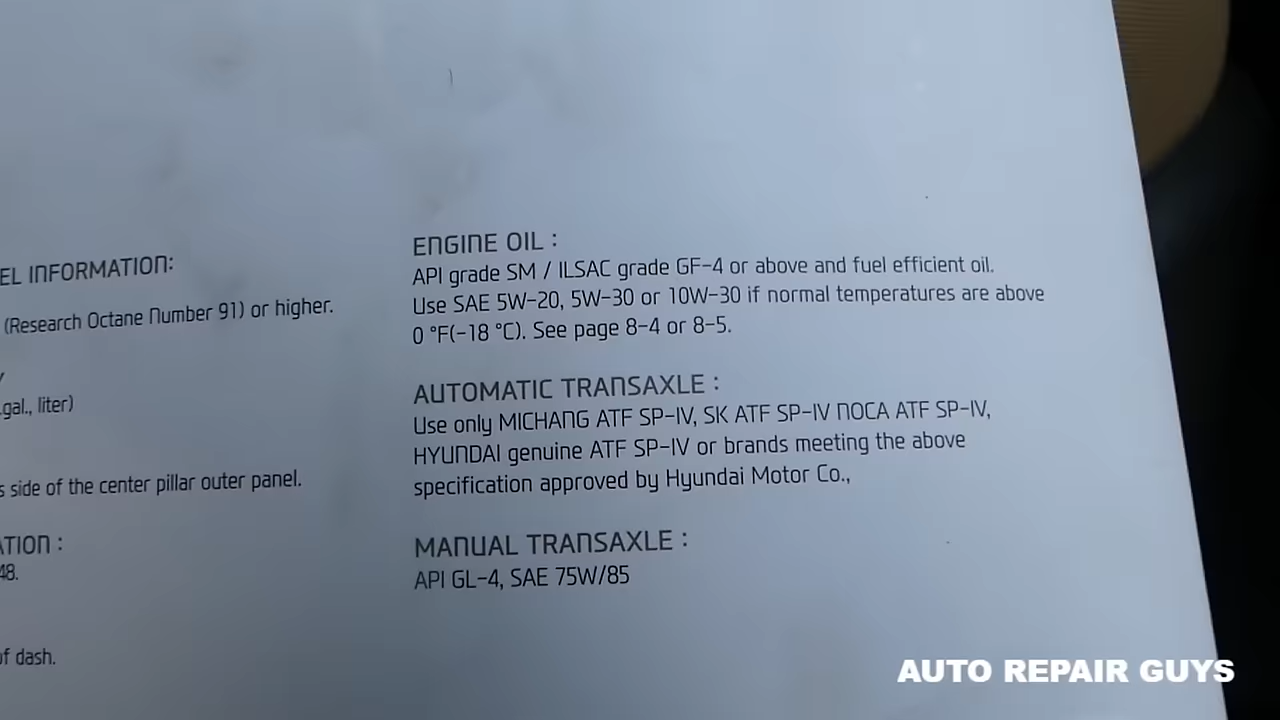 EL INFORMATION:
(Research Octane Number 91) or higher.
gal., liter)
s side of the center pillar outer panel.
ATION :
48.
of dash.
ENGINE OIL :
API grade SM / ILSAC grade GF-4 or above and fuel efficient oil.
Use SAE 5W-20, 5W-30 or 10W-30 if normal temperatures are above
0 °F(-18 °C). See page 8-4 or 8-5.
AUTOMATIC TRANSAXLE :
Use only MICHANG ATF SP-IV, SK ATF SP-IV NOCA ATF SP-IV,
HYUNDAI genuine ATF SP-IV or brands meeting the above
specification approved by Hyundai Motor Co.,
MANUAL TRANSAXLE :
API GL-4, SAE 75W/85
AUTO REPAIR GUYS